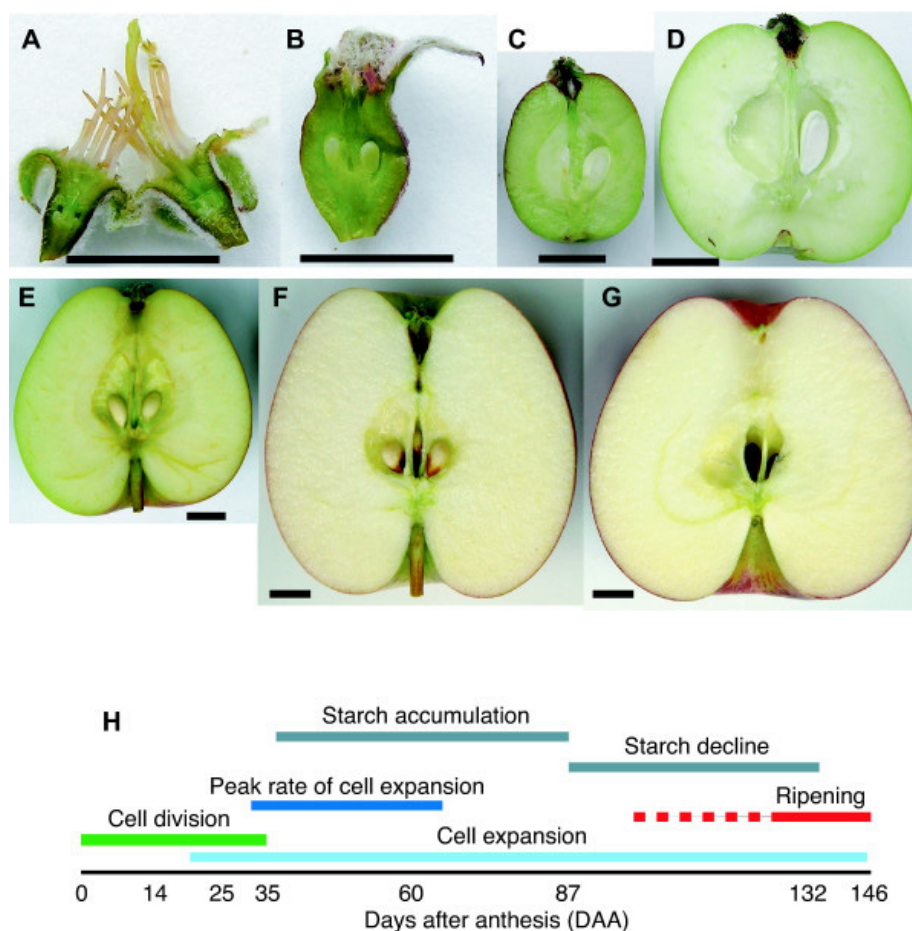 A
B
C
D
E
F
G
H
Starch accumulation
Starch decline
Peak rate of cell expansion
Ripening
Cell division
Cell expansion
0 14 25 35 60 87 132 146
Days after anthesis (DAA)